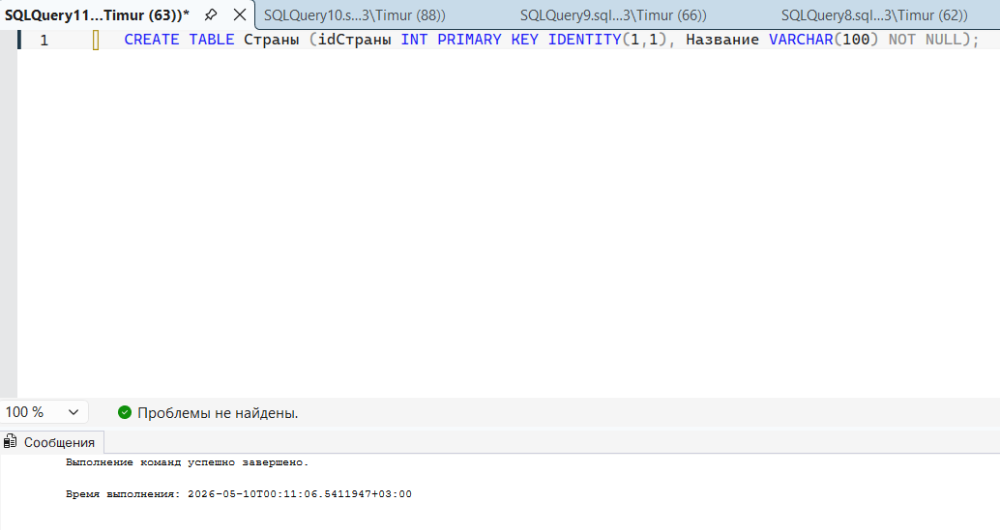 SQLQuery11...Timur (63))* SQLQuery10.s...3\Timur (88)) SQLQuery9.sql...3\Timur (66)) SQLQuery8.sql...3\Timur (62))
1 CREATE TABLE Страны (idСтраны INT PRIMARY KEY IDENTITY(1,1), Название VARCHAR(100) NOT NULL);
100 % Проблемы не найдены.
Сообщения
Выполнение команд успешно завершено.
Время выполнения: 2026-05-10T00:11:06.5411947+03:00